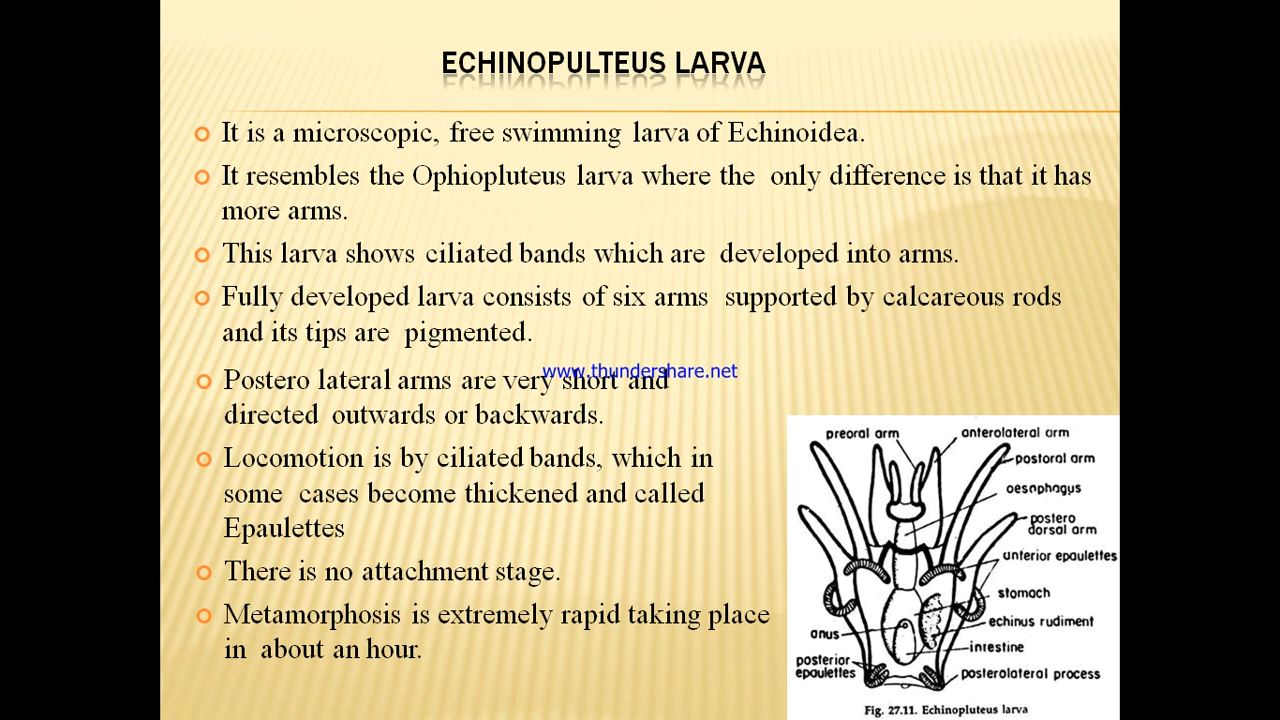 ECHINOPULTEUS LARVA
It is a microscopic, free swimming larva of Echinoidea.
It resembles the Ophiopluteus larva where the only difference is that it has
more arms.
This larva shows ciliated bands which are developed into arms.
Fully developed larva consists of six arms supported by calcareous rods
and its tips are pigmented.
www.thundershare.net
Postero lateral arms are very short and
directed outwards or backwards.
Locomotion is by ciliated bands, which in
some cases become thickened and called
Epaulettes
There is no attachment stage.
Metamorphosis is extremely rapid taking place
in about an hour.
preoral arm
anterolateral arm
postoral arm
oesophagus
postero
dorsal arm
anterior epaulettes
stomach
echinus rudiment
anus
intestine
posterior
epaulettes
posterolateral process
Fig. 27.11. Echinopluteus larva